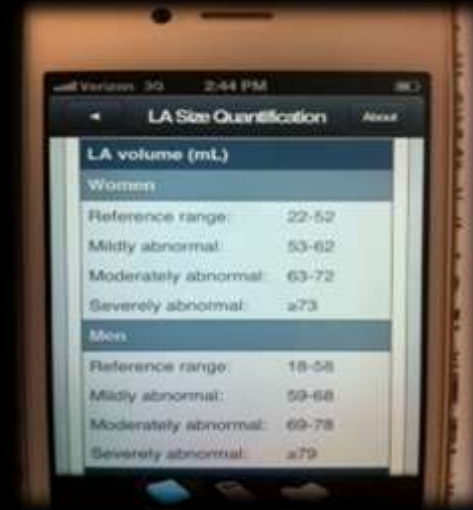 Verizon 3G 2:44 PM
LA Size Quantification About
LA volume (mL)
Women
Reference range: 22-52
Mildly abnormal: 53-62
Moderately abnormal: 63-72
Severely abnormal: a73
Men
Reference range: 18-58
Mildly abnormal: 59-68
Moderately abnormal: 69-78
Severely abnormal: a79